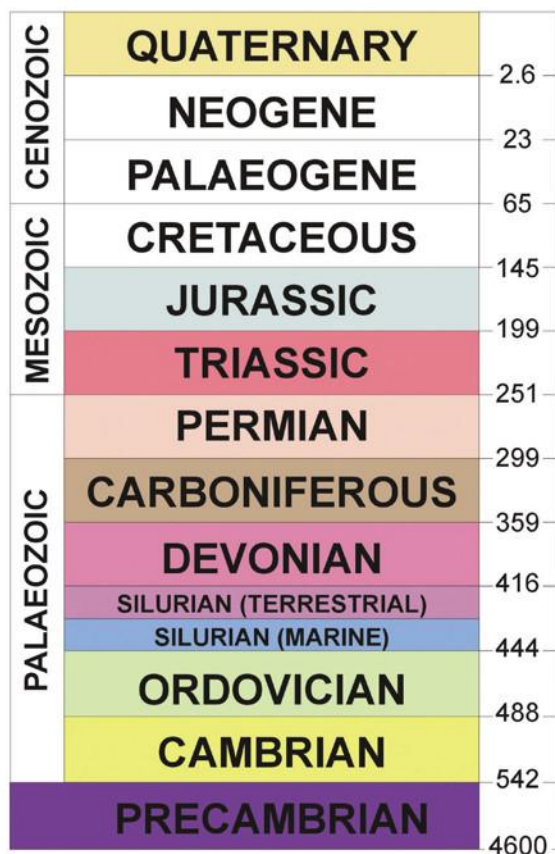 CENOZOIC
QUATERNARY
2.6
NEOGENE
23
PALAEOGENE
65
MESOZOIC
CRETACEOUS
145
JURASSIC
199
TRIASSIC
251
PALAEOZOIC
PERMIAN
299
CARBONIFEROUS
359
DEVONIAN
416
SILURIAN (TERRESTRIAL)
SILURIAN (MARINE)
444
ORDOVICIAN
488
CAMBRIAN
542
PRECAMBRIAN
4600